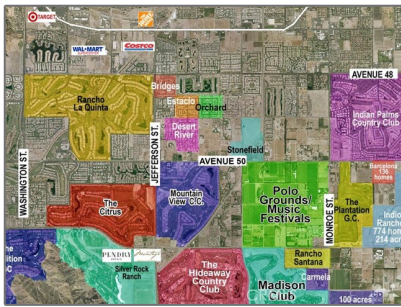 TARGET
WAL★MART
COSTCO
AVENUE 48
Bridges
Rancho
La Quinta
Estacio
Orchard
Indian Palms
Country Club
Desert
River
Stonefield
JEFFERSON ST.
AVENUE 50
WASHINGTON ST.
Barcelona
136
homes
Mountain
View C.C.
Polo
Grounds/
Music
Festivals
MONROE ST.
The
Plantation
G.C.
The
Citrus
774 hom
214 acr
PENDRY
Rancho
Santana
Silver Rock
Ranch
The
Hideaway
Country
Club
Carmela
Madison
Club
100 acres